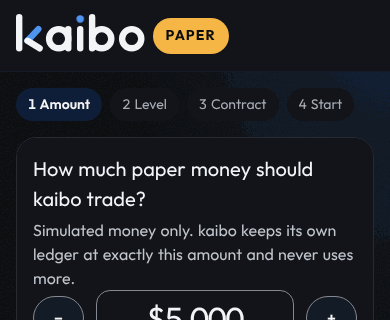 kaibo PAPER
1 Amount 2 Level 3 Contract 4 Start
How much paper money should
kaibo trade?
Simulated money only. kaibo keeps its own
ledger at exactly this amount and never uses
more.
- $5,000 +